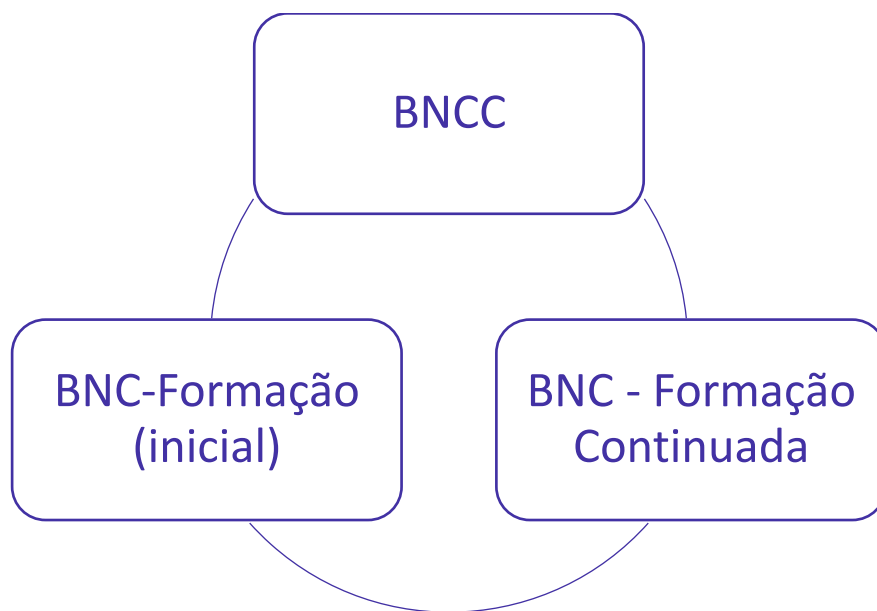 BNCC
BNC-Formação
(inicial)
BNC - Formação
Continuada